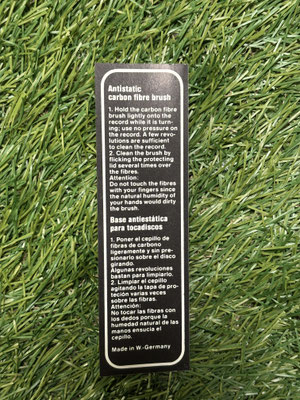 Antistatic
carbon fibre brush
1. Hold the carbon fibre
brush lightly onto the
record while it is turn-
ing; use no pressure on
the record. A few revo-
lutions are sufficient
to clean the record.
2. Clean the brush by
flicking the protecting
lid several times over
the fibres.
Attention:
Do not touch the fibres
with your fingers since
the natural humidity of
your hands would dirty
the brush.
Base antiestática
para tocadiscos
1. Poner el cepillo de
fibras de carbono
ligeramente y sin pre-
sionarlo sobre el disco
girando.
Algunas revoluciones
bastan para limpiarlo.
2. Limpiar el cepillo
agitando la tapa de pro-
teción varias veces
sobre las fibras.
Attención:
No tocar las fibras con
los dedos porque la
humedad natural de las
manos ensucia el
cepillo.
Made in W.-Germany